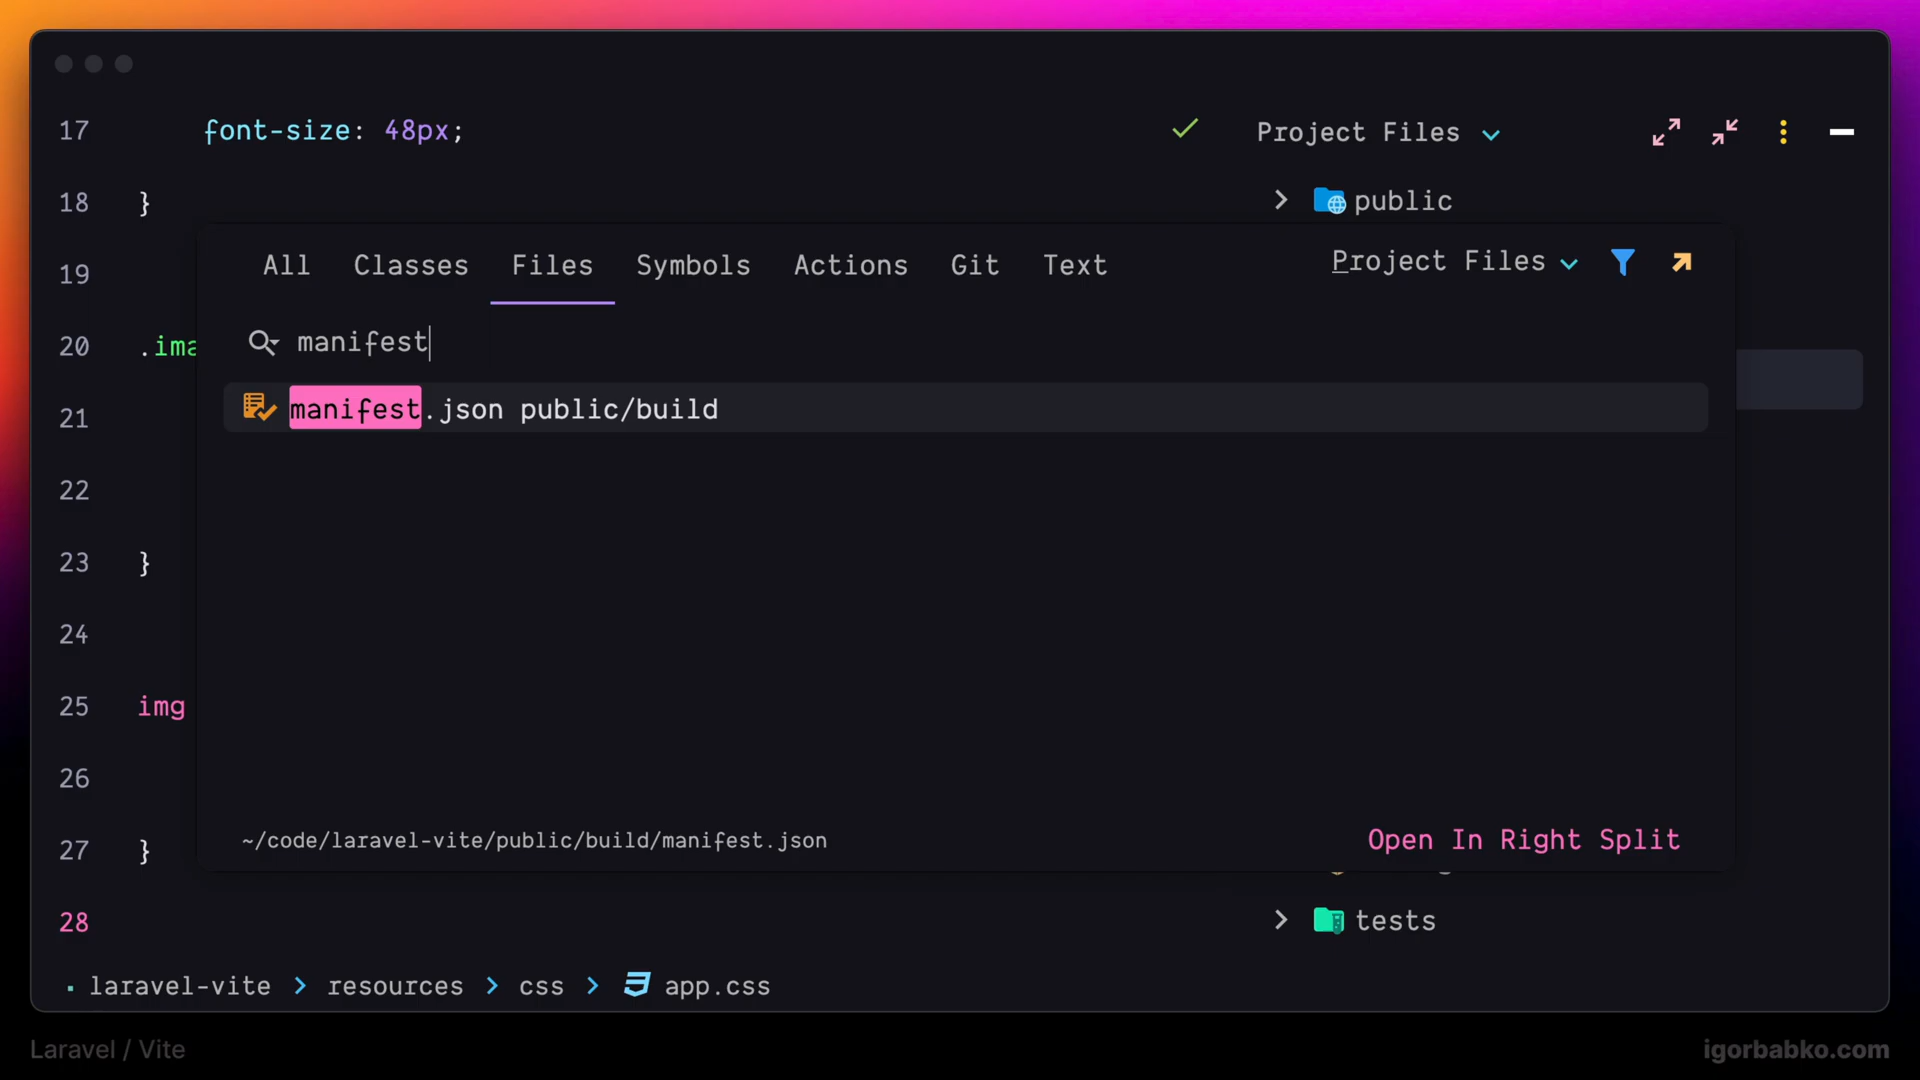 17 font-size: 48px;
Project Files
18 }
public
All Classes Files Symbols Actions Git Text
Project Files
19
manifest
20 .ima
manifest.json public/build
21
22
23 }
24
25 img
26
~/code/laravel-vite/public/build/manifest.json
Open In Right Split
27 }
28
tests
laravel-vite > resources > css > app.css
Laravel / Vite
igorbabko.com